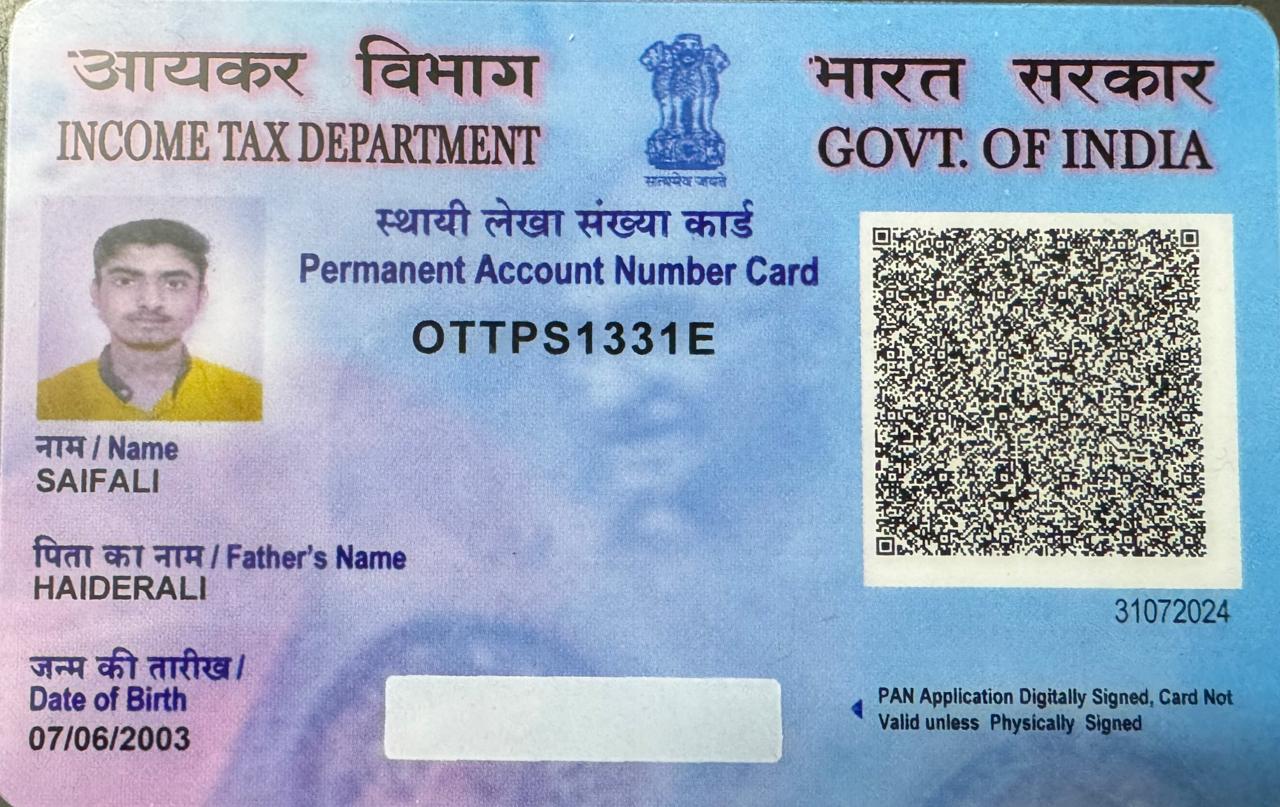 आयकर विभाग
INCOME TAX DEPARTMENT
सत्यमेव जयते
भारत सरकार
GOVT. OF INDIA
स्थायी लेखा संख्या कार्ड
Permanent Account Number Card
OTTPS1331E
नाम / Name
SAIFALI
पिता का नाम / Father's Name
HAIDERALI
31072024
जन्म की तारीख /
Date of Birth
07/06/2003
PAN Application Digitally Signed, Card Not
Valid unless Physically Signed